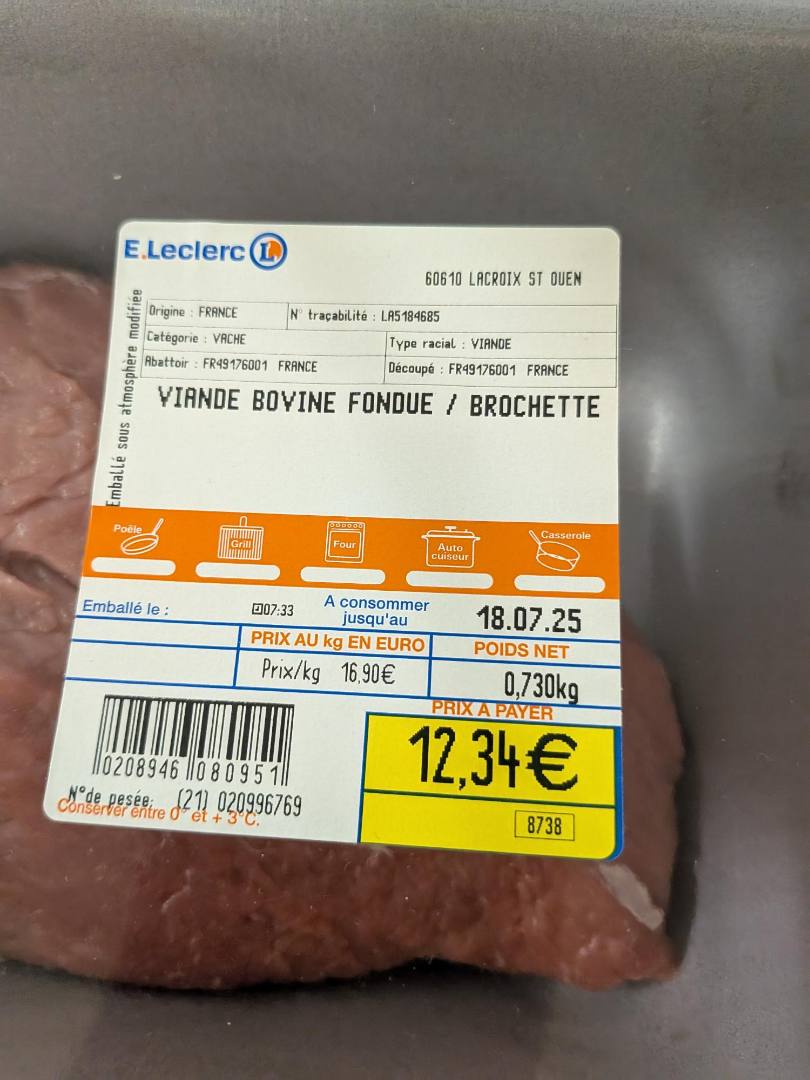 E.Leclerc L
60610 LACROIX ST OUEN
Emballé sous atmosphère modifiée
Origine : FRANCE N° traçabilité : LA5184685
Catégorie : VACHE Type racial : VIANDE
Abattoir : FR49176001 FRANCE Découpé : FR49176001 FRANCE
VIANDE BOVINE FONDUE / BROCHETTE
Poêle Grill Four Auto cuiseur Casserole
Emballé le : 07:33 A consommer jusqu'au 18.07.25
PRIX AU kg EN EURO POIDS NET
Prix/kg 16,90€ 0,730kg
PRIX A PAYER
12,34€
0208946 080951
N°de pesée: (21) 020996769
Conserver entre 0° et + 3°C.
8738